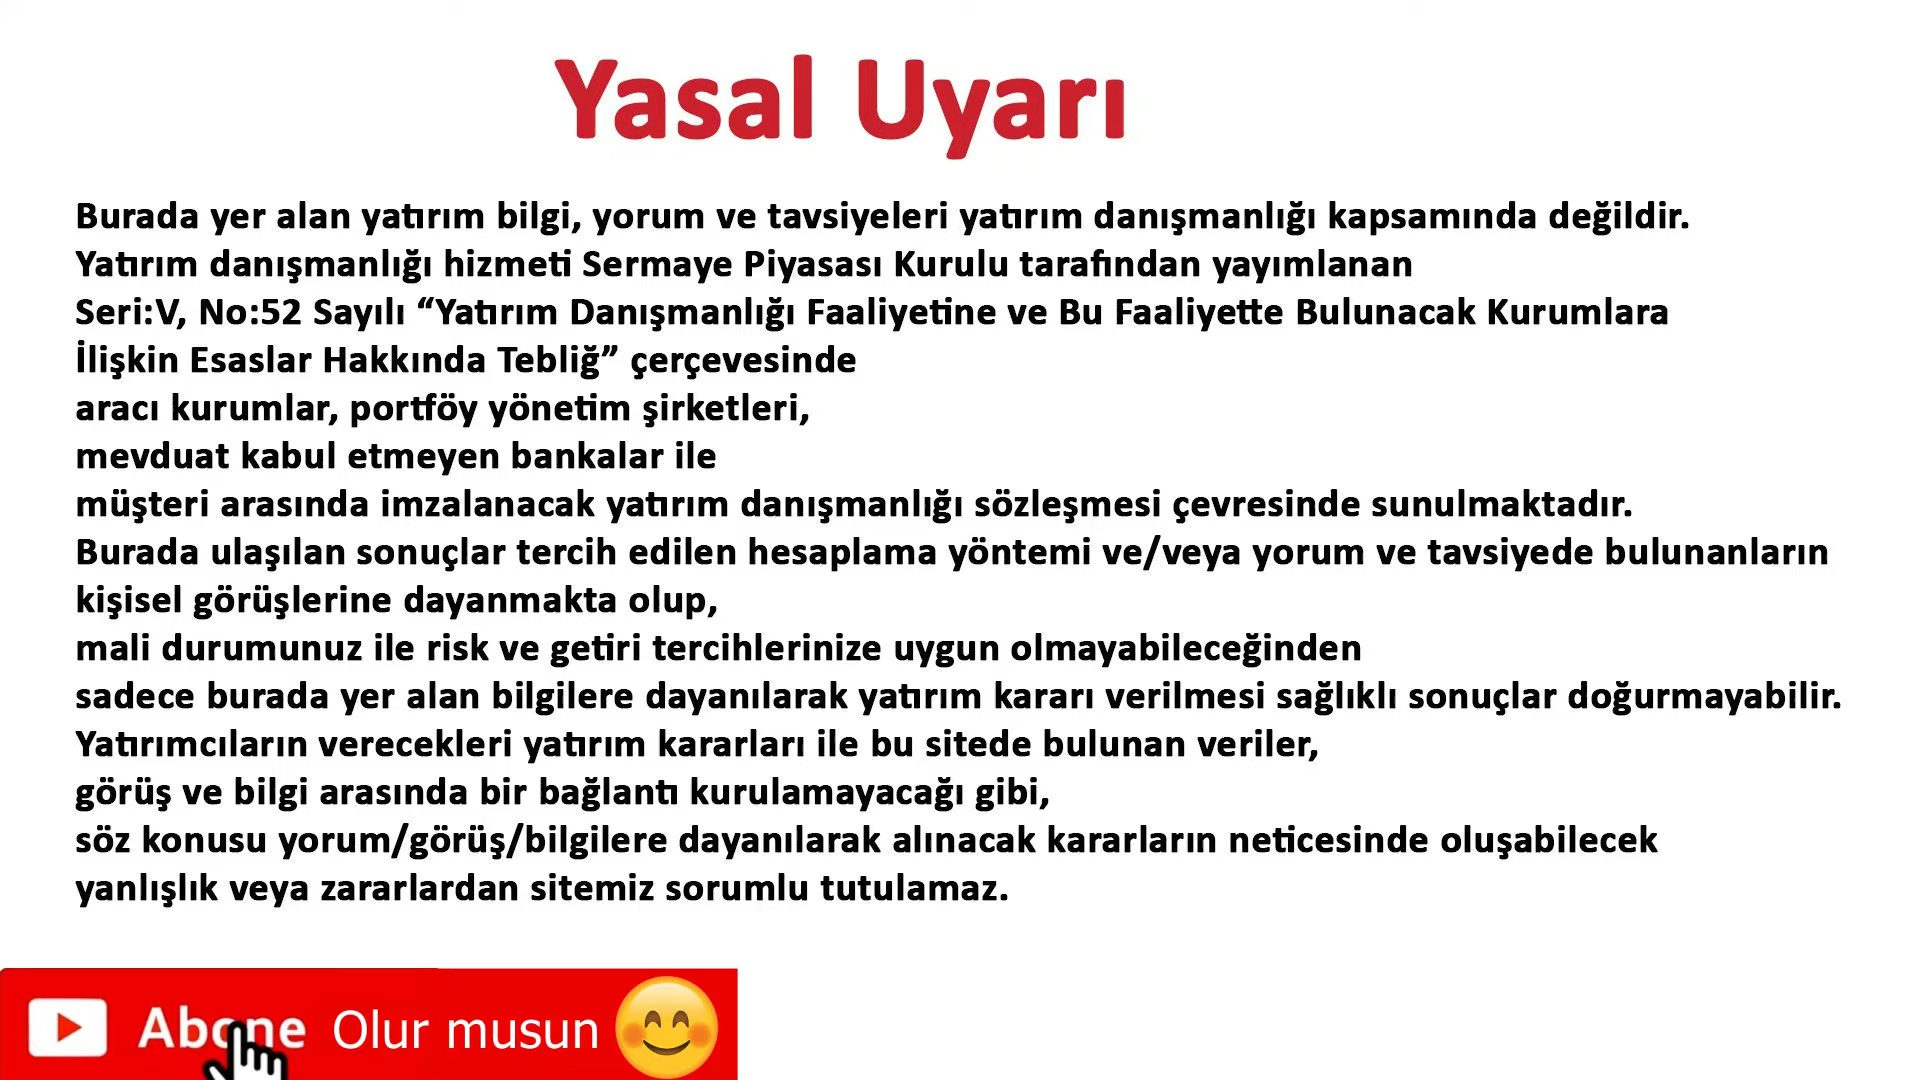 Yasal Uyarı
Burada yer alan yatırım bilgi, yorum ve tavsiyeleri yatırım danışmanlığı kapsamında değildir.
Yatırım danışmanlığı hizmeti Sermaye Piyasası Kurulu tarafından yayımlanan
Seri:V, No:52 Sayılı “Yatırım Danışmanlığı Faaliyetine ve Bu Faaliyette Bulunacak Kurumlara
İlişkin Esaslar Hakkında Tebliğ” çerçevesinde
aracı kurumlar, portföy yönetim şirketleri,
mevduat kabul etmeyen bankalar ile
müşteri arasında imzalanacak yatırım danışmanlığı sözleşmesi çevresinde sunulmaktadır.
Burada ulaşılan sonuçlar tercih edilen hesaplama yöntemi ve/veya yorum ve tavsiyede bulunanların
kişisel görüşlerine dayanmakta olup,
mali durumunuz ile risk ve getiri tercihlerinize uygun olmayabileceğinden
sadece burada yer alan bilgilere dayanılarak yatırım kararı verilmesi sağlıklı sonuçlar doğurmayabilir.
Yatırımcıların verecekleri yatırım kararları ile bu sitede bulunan veriler,
görüş ve bilgi arasında bir bağlantı kurulamayacağı gibi,
söz konusu yorum/görüş/bilgilere dayanılarak alınacak kararların neticesinde oluşabilecek
yanlışlık veya zararlardan sitemiz sorumlu tutulamaz.
Abone Olur musun